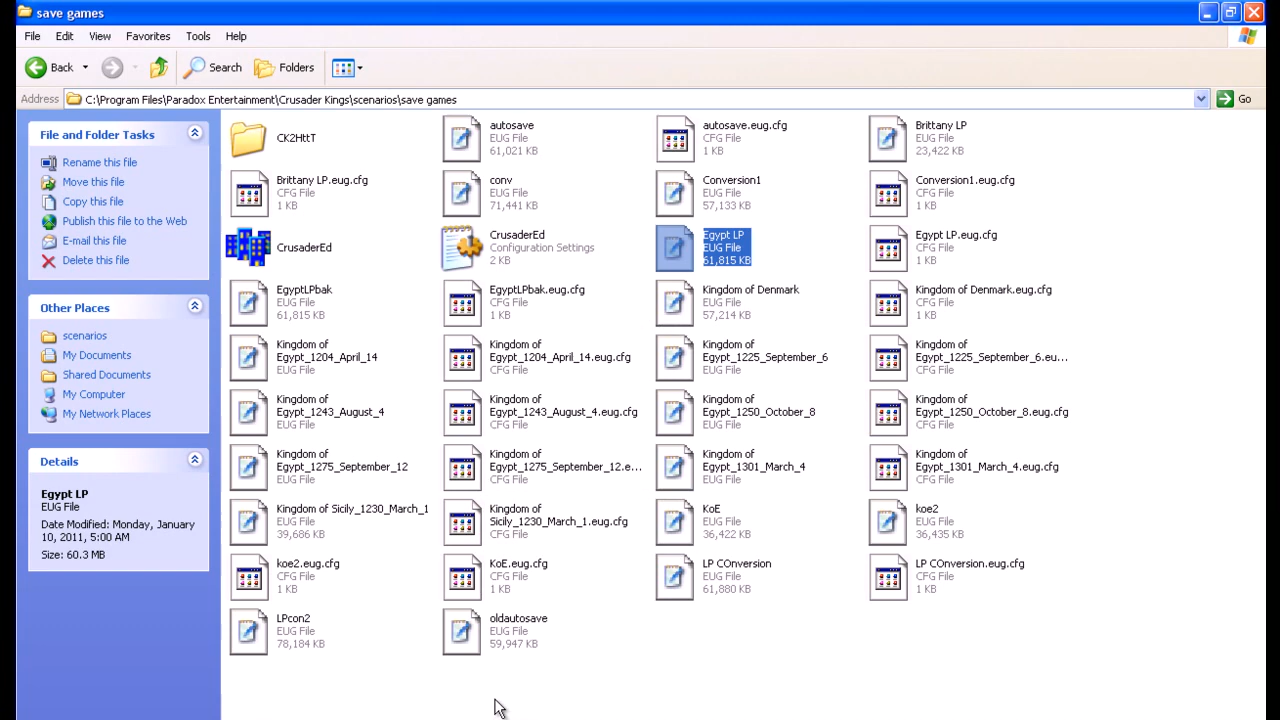 save games
File Edit View Favorites Tools Help
Back Search Folders
Address C:\Program Files\Paradox Entertainment\Crusader Kings\scenarios\save games Go
File and Folder Tasks
Rename this file
Move this file
Copy this file
Publish this file to the Web
E-mail this file
Delete this file
Other Places
scenarios
My Documents
Shared Documents
My Computer
My Network Places
Details
Egypt LP
EUG File
Date Modified: Monday, January
10, 2011, 5:00 AM
Size: 60.3 MB
CK2HttT
autosave
EUG File
61,021 KB
autosave.eug.cfg
CFG File
1 KB
Brittany LP
EUG File
23,422 KB
Brittany LP.eug.cfg
CFG File
1 KB
conv
EUG File
71,441 KB
Conversion1
EUG File
57,133 KB
Conversion1.eug.cfg
CFG File
1 KB
CrusaderEd
CrusaderEd
Configuration Settings
2 KB
Egypt LP
EUG File
61,815 KB
Egypt LP.eug.cfg
CFG File
1 KB
EgyptLPbak
EUG File
61,815 KB
EgyptLPbak.eug.cfg
CFG File
1 KB
Kingdom of Denmark
EUG File
57,214 KB
Kingdom of Denmark.eug.cfg
CFG File
1 KB
Kingdom of
Egypt_1204_April_14
EUG File
Kingdom of
Egypt_1204_April_14.eug.cfg
CFG File
Kingdom of
Egypt_1225_September_6
EUG File
Kingdom of
Egypt_1225_September_6.eu...
CFG File
Kingdom of
Egypt_1243_August_4
EUG File
Kingdom of
Egypt_1243_August_4.eug.cfg
CFG File
Kingdom of
Egypt_1250_October_8
EUG File
Kingdom of
Egypt_1250_October_8.eug.cfg
CFG File
Kingdom of
Egypt_1275_September_12
EUG File
Kingdom of
Egypt_1275_September_12.e...
CFG File
Kingdom of
Egypt_1301_March_4
EUG File
Kingdom of
Egypt_1301_March_4.eug.cfg
CFG File
Kingdom of Sicily_1230_March_1
EUG File
39,686 KB
Kingdom of
Sicily_1230_March_1.eug.cfg
CFG File
KoE
EUG File
36,422 KB
koe2
EUG File
36,435 KB
koe2.eug.cfg
CFG File
1 KB
KoE.eug.cfg
CFG File
1 KB
LP COnversion
EUG File
61,880 KB
LP COnversion.eug.cfg
CFG File
1 KB
LPcon2
EUG File
78,184 KB
oldautosave
EUG File
59,947 KB